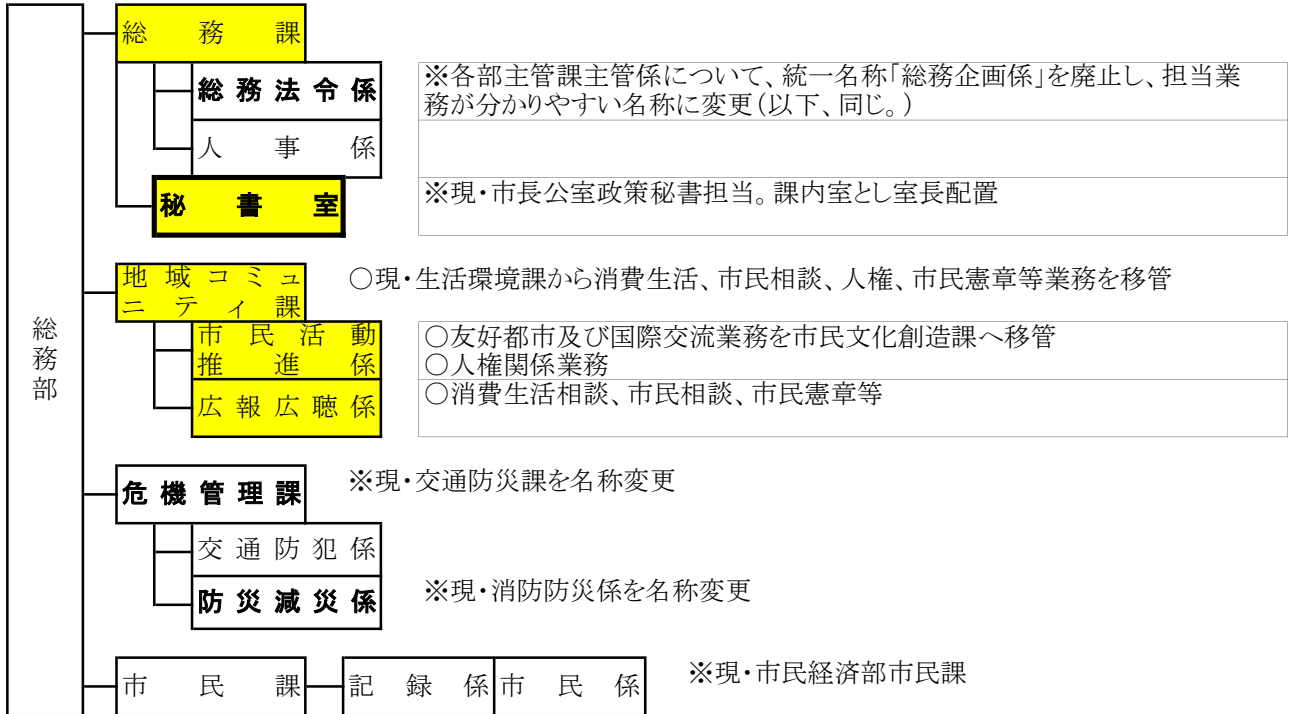 総務部
総務課
総務法令係
※各部主管課主管係について、統一名称「総務企画係」を廃止し、担当業
務が分かりやすい名称に変更(以下、同じ。)
人事係
秘書室
※現・市長公室政策秘書担当。課内室とし室長配置
地域コミュ
ニティ課
○現・生活環境課から消費生活、市民相談、人権、市民憲章等業務を移管
市民活動
推進係
○友好都市及び国際交流業務を市民文化創造課へ移管
○人権関係業務
広報広聴係
○消費生活相談、市民相談、市民憲章等
危機管理課
※現・交通防災課を名称変更
交通防犯係
防災減災係
※現・消防防災係を名称変更
市民課
記録係
市民係
※現・市民経済部市民課